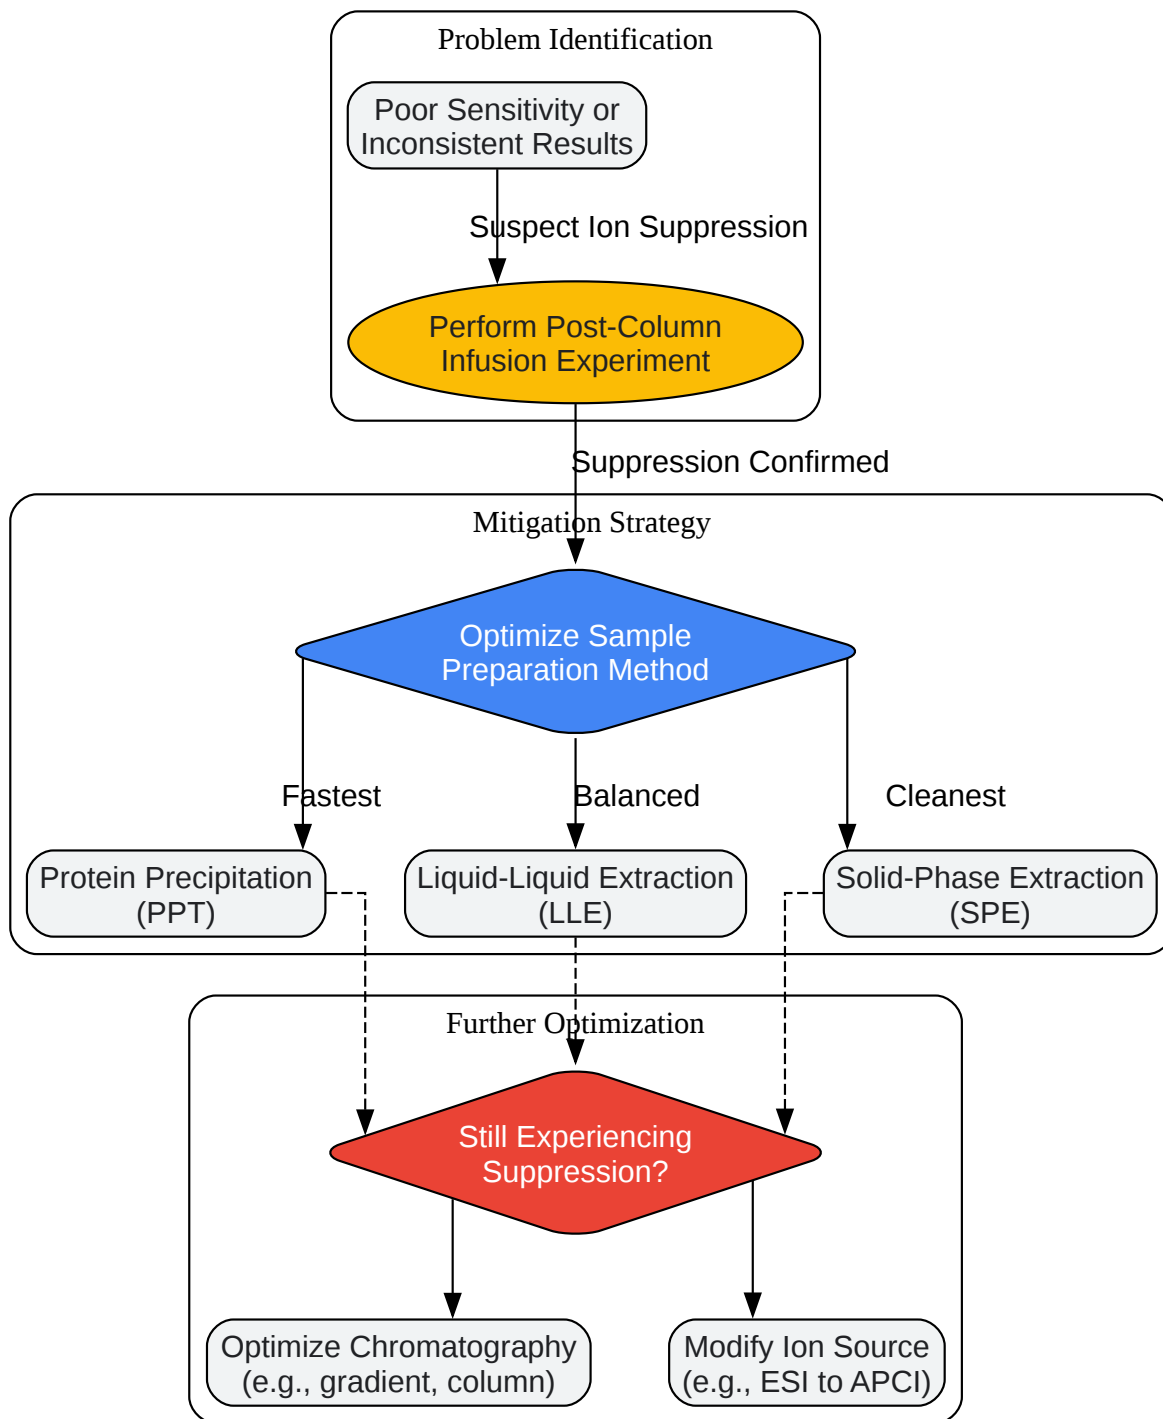 Problem Identification
Poor Sensitivity or
Inconsistent Results
Suspect Ion Suppression
Perform Post-Column
Infusion Experiment
Suppression Confirmed
Mitigation Strategy
Optimize Sample
Preparation Method
Fastest
Balanced
Cleanest
Protein Precipitation
(PPT)
Liquid-Liquid Extraction
(LLE)
Solid-Phase Extraction
(SPE)
Further Optimization
Still Experiencing
Suppression?
Optimize Chromatography
(e.g., gradient, column)
Modify Ion Source
(e.g., ESI to APCI)